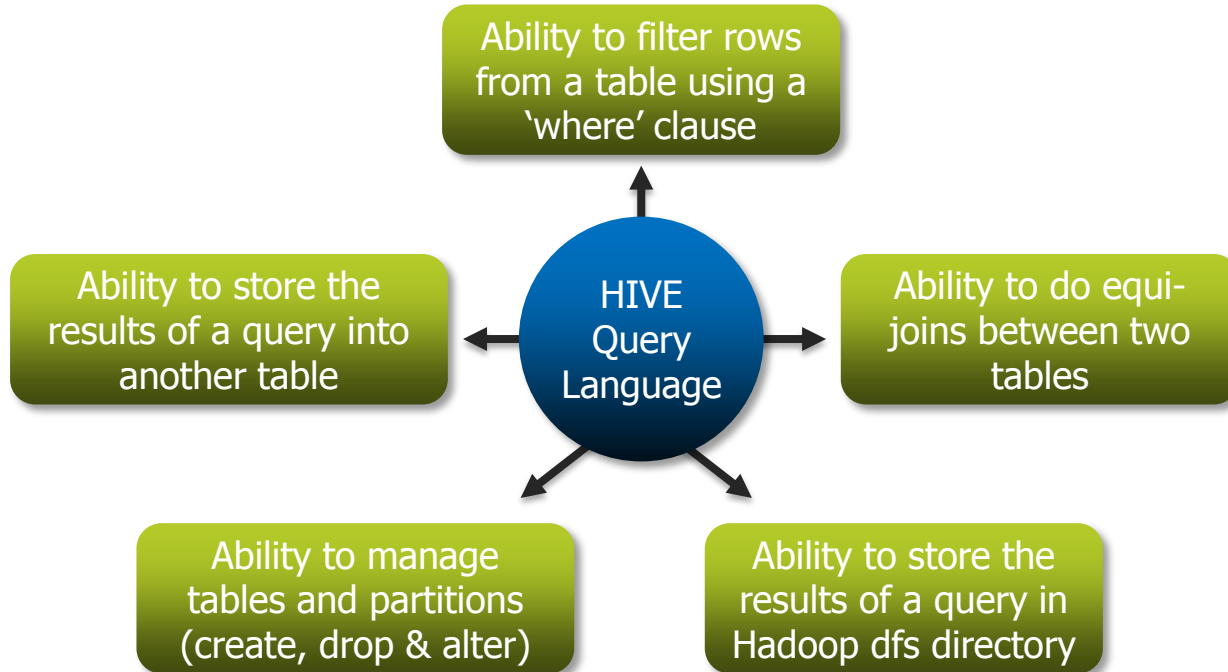 Ability to filter rows
from a table using a
‘where’ clause
Ability to store the
results of a query into
another table
HIVE
Query
Language
Ability to do equi-
joins between two
tables
Ability to manage
tables and partitions
(create, drop & alter)
Ability to store the
results of a query in
Hadoop dfs directory